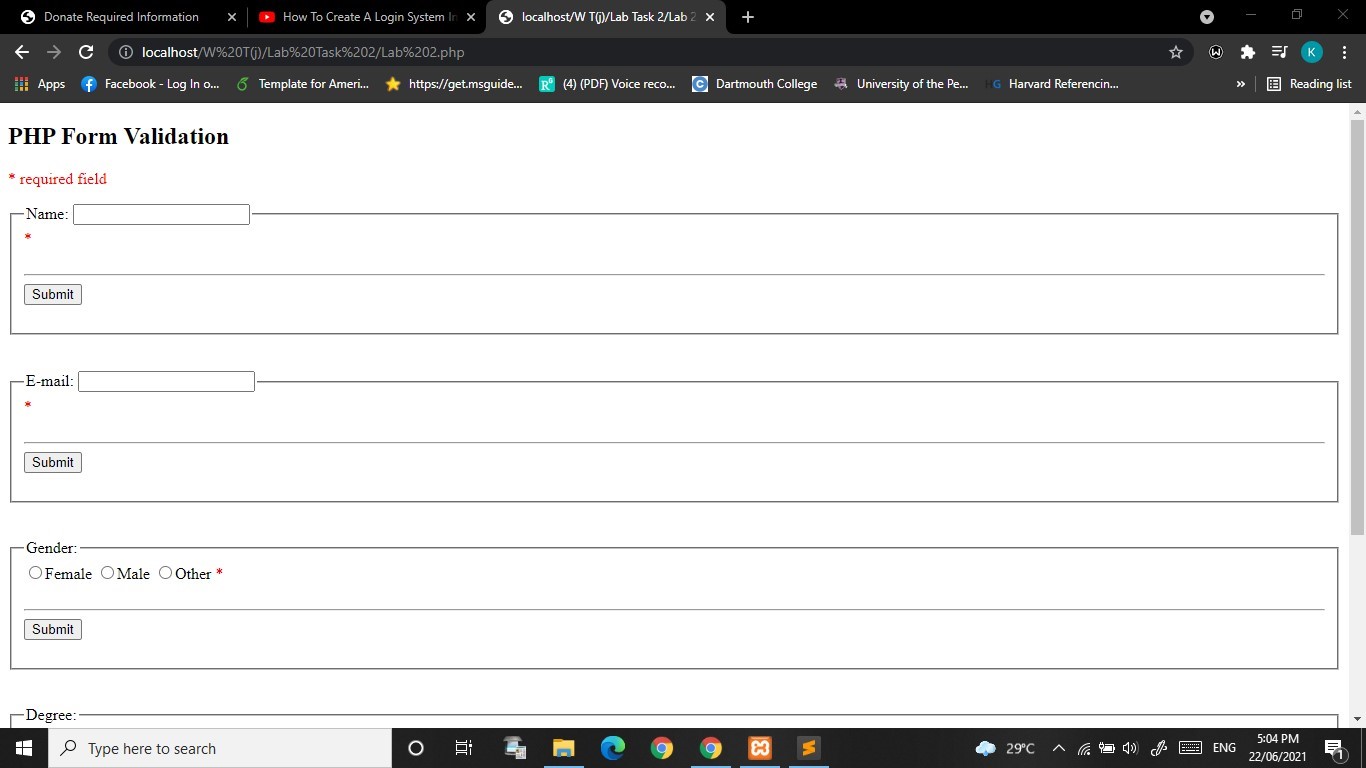 Donate Required Information
How To Create A Login System In
localhost/W T(j)/Lab Task 2/Lab 2
localhost/W%20T(j)/Lab%20Task%202/Lab%202.php
K
Apps
Facebook - Log In o...
Template for Ameri...
https://get.msguide...
(4) (PDF) Voice reco...
Dartmouth College
University of the Pe...
HG Harvard Referencin...
»
Reading list
PHP Form Validation
* required field
Name:
*
Submit
E-mail:
*
Submit
Gender:
Female Male Other *
Submit
Degree:
Type here to search
29°C
ENG
5:04 PM
22/06/2021
1